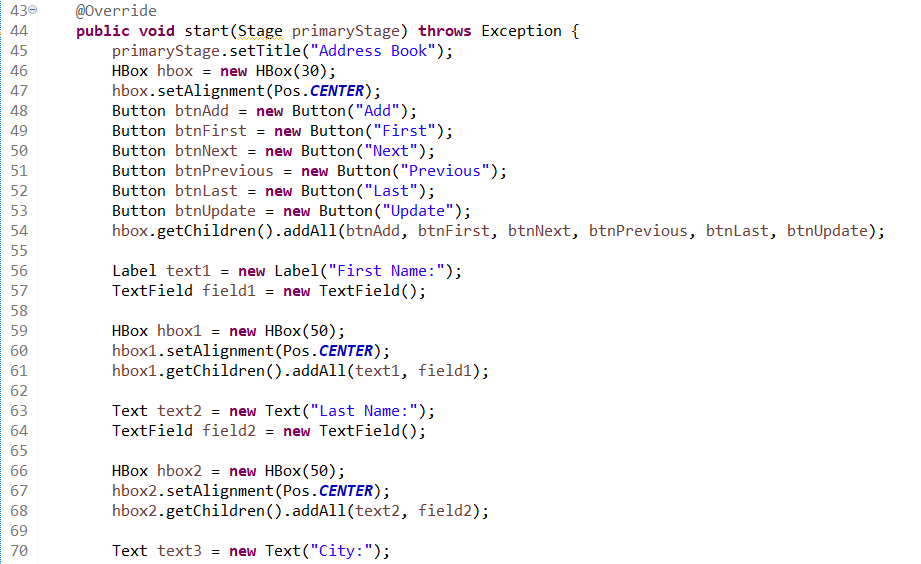 43 @Override
44 public void start(Stage primaryStage) throws Exception {
45 primaryStage.setTitle("Address Book");
46 HBox hbox = new HBox(30);
47 hbox.setAlignment(Pos.CENTER);
48 Button btnAdd = new Button("Add");
49 Button btnFirst = new Button("First");
50 Button btnNext = new Button("Next");
51 Button btnPrevious = new Button("Previous");
52 Button btnLast = new Button("Last");
53 Button btnUpdate = new Button("Update");
54 hbox.getChildren().addAll(btnAdd, btnFirst, btnNext, btnPrevious, btnLast, btnUpdate);
55
56 Label text1 = new Label("First Name:");
57 TextField field1 = new TextField();
58
59 HBox hbox1 = new HBox(50);
60 hbox1.setAlignment(Pos.CENTER);
61 hbox1.getChildren().addAll(text1, field1);
62
63 Text text2 = new Text("Last Name:");
64 TextField field2 = new TextField();
65
66 HBox hbox2 = new HBox(50);
67 hbox2.setAlignment(Pos.CENTER);
68 hbox2.getChildren().addAll(text2, field2);
69
70 Text text3 = new Text("City:");